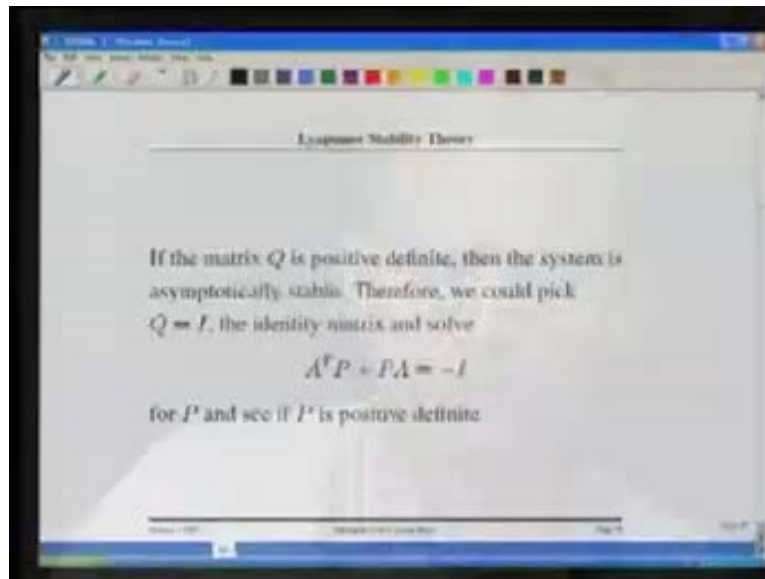 Lyapunov Stability Theory
If the matrix Q is positive definite, then the system is
asymptotically stable. Therefore, we could pick
Q = I, the identity matrix and solve
AᵀP + PA = -I
for P and see if P is positive definite